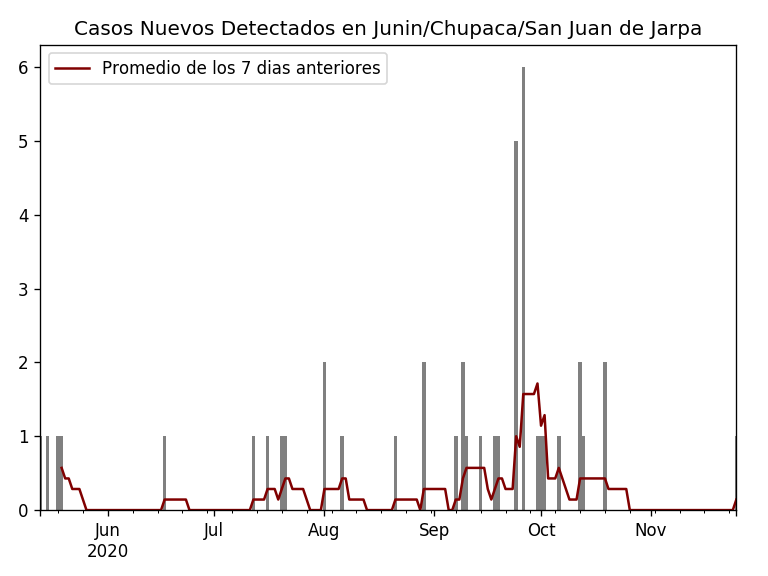 Casos Nuevos Detectados en Junin/Chupaca/San Juan de Jarpa
Promedio de los 7 dias anteriores
6
5
4
3
2
1
0
Jun Jul Aug Sep Oct Nov
2020